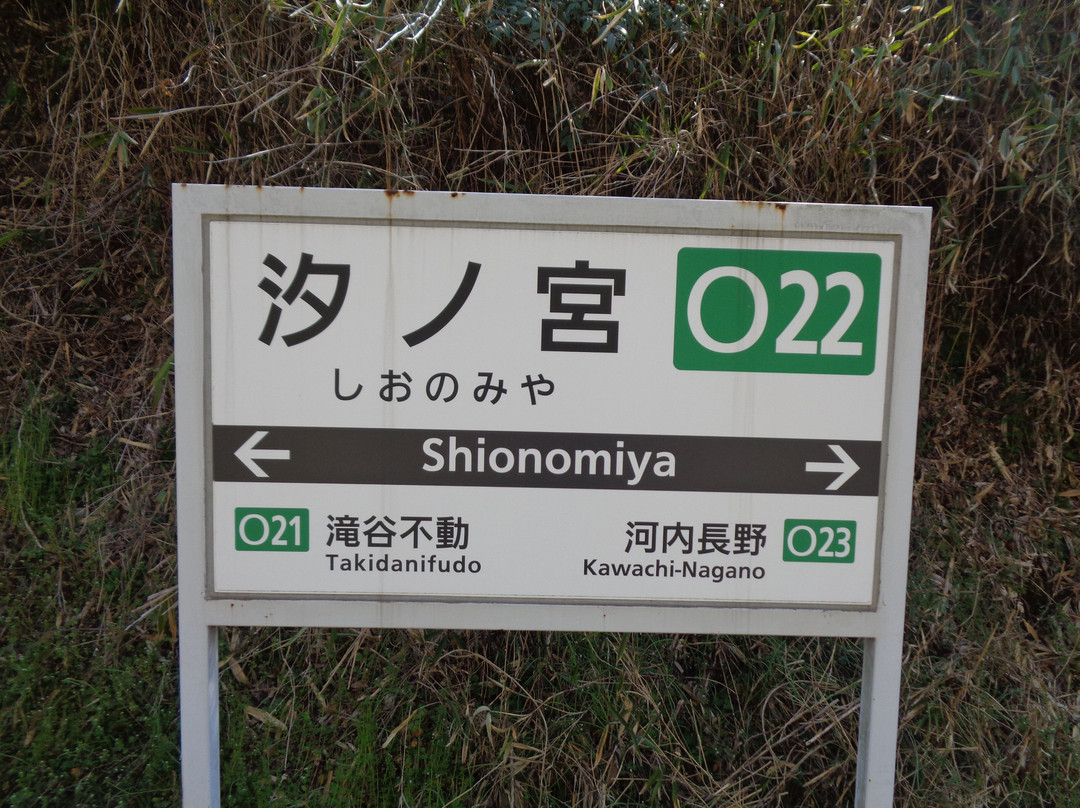 汐ノ宮 O22
しおのみや
← Shionomiya →
O21 滝谷不動 河内長野 O23
Takidanifudo Kawachi-Nagano